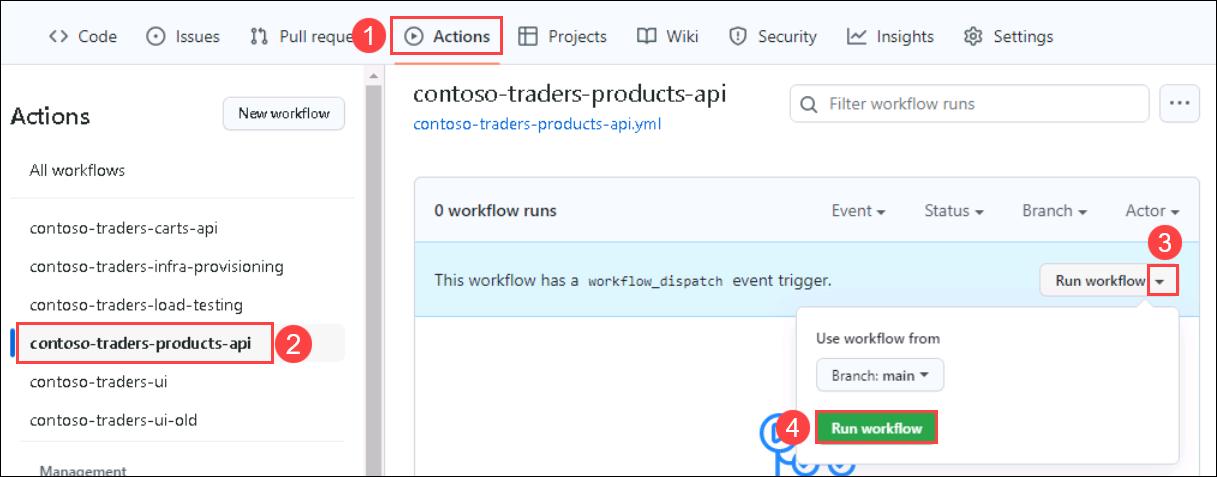 Code Issues Pull reque 1 Actions Projects Wiki Security Insights Settings
Actions New workflow
All workflows
contoso-traders-carts-api
contoso-traders-infra-provisioning
contoso-traders-load-testing
contoso-traders-products-api 2
contoso-traders-ui
contoso-traders-ui-old
Management
contoso-traders-products-api
contoso-traders-products-api.yml
Filter workflow runs
0 workflow runs Event Status Branch Actor
3
This workflow has a workflow_dispatch event trigger. Run workflow
Use workflow from
Branch: main
4 Run workflow